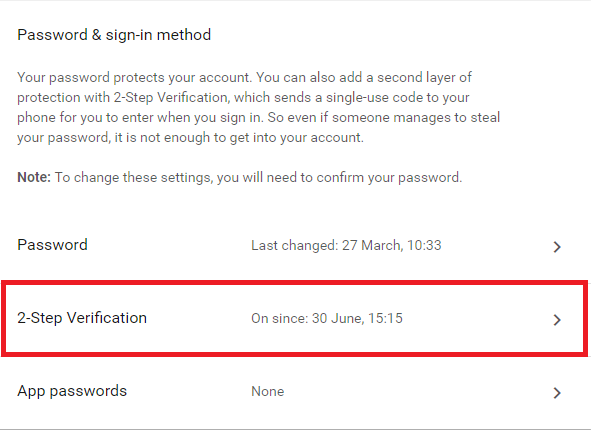 Password & sign-in method
Your password protects your account. You can also add a second layer of
protection with 2-Step Verification, which sends a single-use code to your
phone for you to enter when you sign in. So even if someone manages to steal
your password, it is not enough to get into your account.
Note: To change these settings, you will need to confirm your password.
Password Last changed: 27 March, 10:33
2-Step Verification On since: 30 June, 15:15
App passwords None